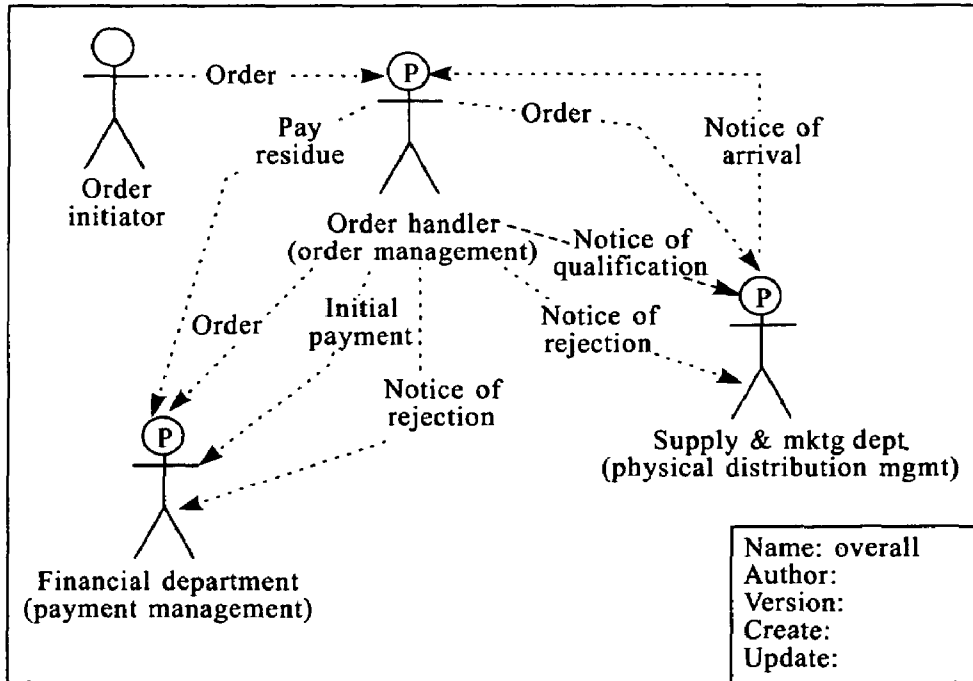 P
Order
Order
Pay
residue
Notice of
arrival
Order
initiator
Order handler
(order management)
Notice of
qualification
P
Order
Initial
payment
Notice of
rejection
Notice of
rejection
P
Supply & mktg dept.
(physical distribution mgmt)
Financial department
(payment management)
Name: overall
Author:
Version:
Create:
Update: